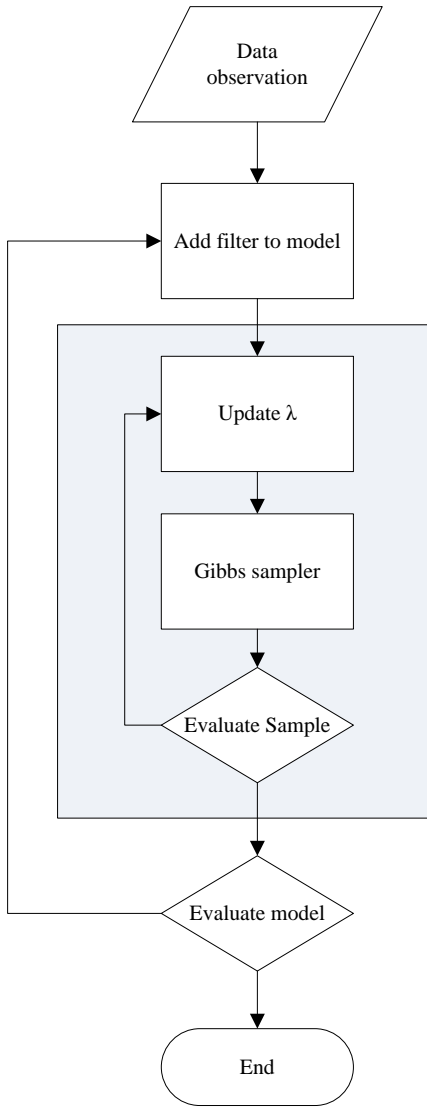 Data
observation
Add filter to model
Update λ
Gibbs sampler
Evaluate Sample
Evaluate model
End